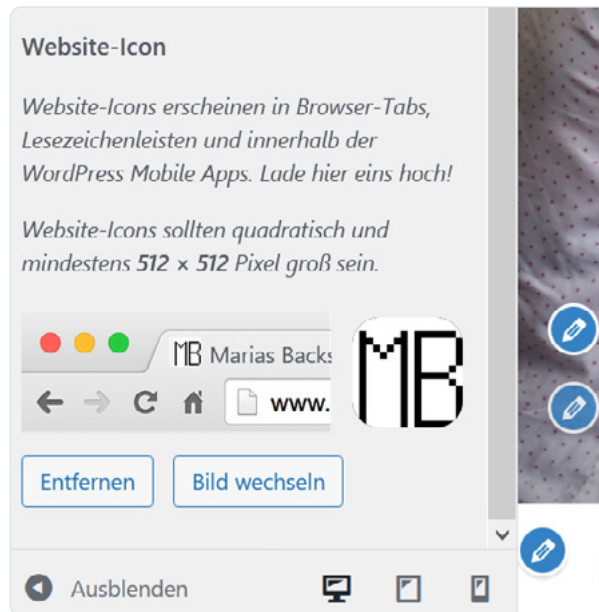 Website-Icon
Website-Icons erscheinen in Browser-Tabs,
Lesezeichenleisten und innerhalb der
WordPress Mobile Apps. Lade hier eins hoch!
Website-Icons sollten quadratisch und
mindestens 512 × 512 Pixel groß sein.
MB Marias Backs
MB
www.
Entfernen
Bild wechseln
Ausblenden